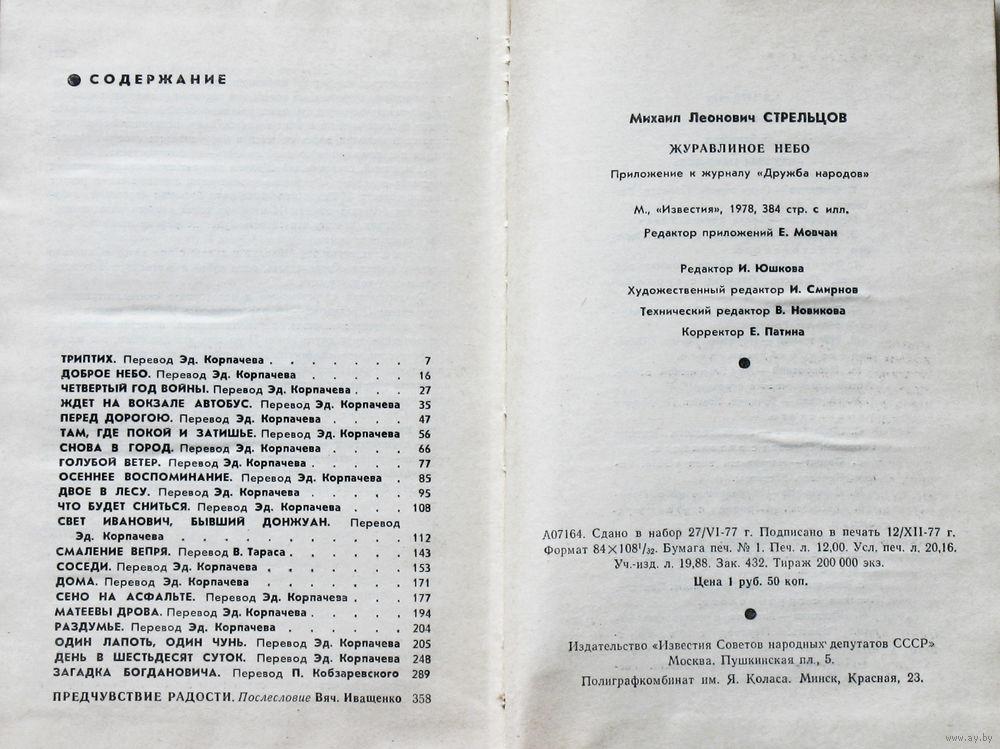 СОДЕРЖАНИЕ
ТРИПТИХ. Перевод Эд. Корпачева . . . . . . 7
ДОБРОЕ НЕБО. Перевод Эд. Корпачева . . . . . 16
ЧЕТВЕРТЫЙ ГОД ВОЙНЫ. Перевод Эд. Корпачева . . . 27
ЖДЕТ НА ВОКЗАЛЕ АВТОБУС. Перевод Эд. Корпачева 35
ПЕРЕД ДОРОГОЮ. Перевод Эд. Корпачева . . . . 47
ТАМ, ГДЕ ПОКОЙ И ЗАТИШЬЕ. Перевод Эд. Корпачева 56
СНОВА В ГОРОД. Перевод Эд. Корпачева . . . . 66
ГОЛУБОЙ ВЕТЕР. Перевод Эд. Корпачева . . . . . 77
ОСЕННЕЕ ВОСПОМИНАНИЕ. Перевод Эд. Корпачева . 85
ДВОЕ В ЛЕСУ. Перевод Эд. Корпачева . . . . . 95
ЧТО БУДЕТ СНИТЬСЯ. Перевод Эд. Корпачева . . . 108
СВЕТ ИВАНОВИЧ, БЫВШИЙ ДОНЖУАН. Перевод
Эд. Корпачева . . . . . . . . . . 112
СМАЛЕНИЕ ВЕПРЯ. Перевод В. Тараса . . . . . 143
СОСЕДИ. Перевод Эд. Корпачева . . . . . . 153
ДОМА. Перевод Эд. Корпачева . . . . . . . 171
СЕНО НА АСФАЛЬТЕ. Перевод Эд. Корпачева . . . 177
МАТЕЕВЫ ДРОВА. Перевод Эд. Корпачева . . . . 194
РАЗДУМЬЕ. Перевод Эд. Корпачева . . . . . 204
ОДИН ЛАПОТЬ, ОДИН ЧУНЬ. Перевод Эд. Корпачева 205
ДЕНЬ В ШЕСТЬДЕСЯТ СУТОК. Перевод Эд. Корпачева 248
ЗАГАДКА БОГДАНОВИЧА. Перевод П. Кобзаревского 289
ПРЕДЧУВСТВИЕ РАДОСТИ. Послесловие Вяч. Иващенко 358
Михаил Леонович СТРЕЛЬЦОВ
ЖУРАВЛИНОЕ НЕБО
Приложение к журналу «Дружба народов»
М., «Известия», 1978, 384 стр. с илл.
Редактор приложений Е. Мовчан
Редактор И. Юшкова
Художественный редактор И. Смирнов
Технический редактор В. Новикова
Корректор Е. Патина
А07164. Сдано в набор 27/VI-77 г. Подписано в печать 12/XII-77 г.
Формат 84×108¹/₃₂. Бумага печ. № 1. Печ. л. 12,00. Усл. печ. л. 20,16.
Уч.-изд. л. 19,88. Зак. 432. Тираж 200 000 экз.
Цена 1 руб. 50 коп.
Издательство «Известия Советов народных депутатов СССР»
Москва. Пушкинская пл., 5.
Полиграфкомбинат им. Я. Коласа. Минск, Красная, 23.
www.ay.by